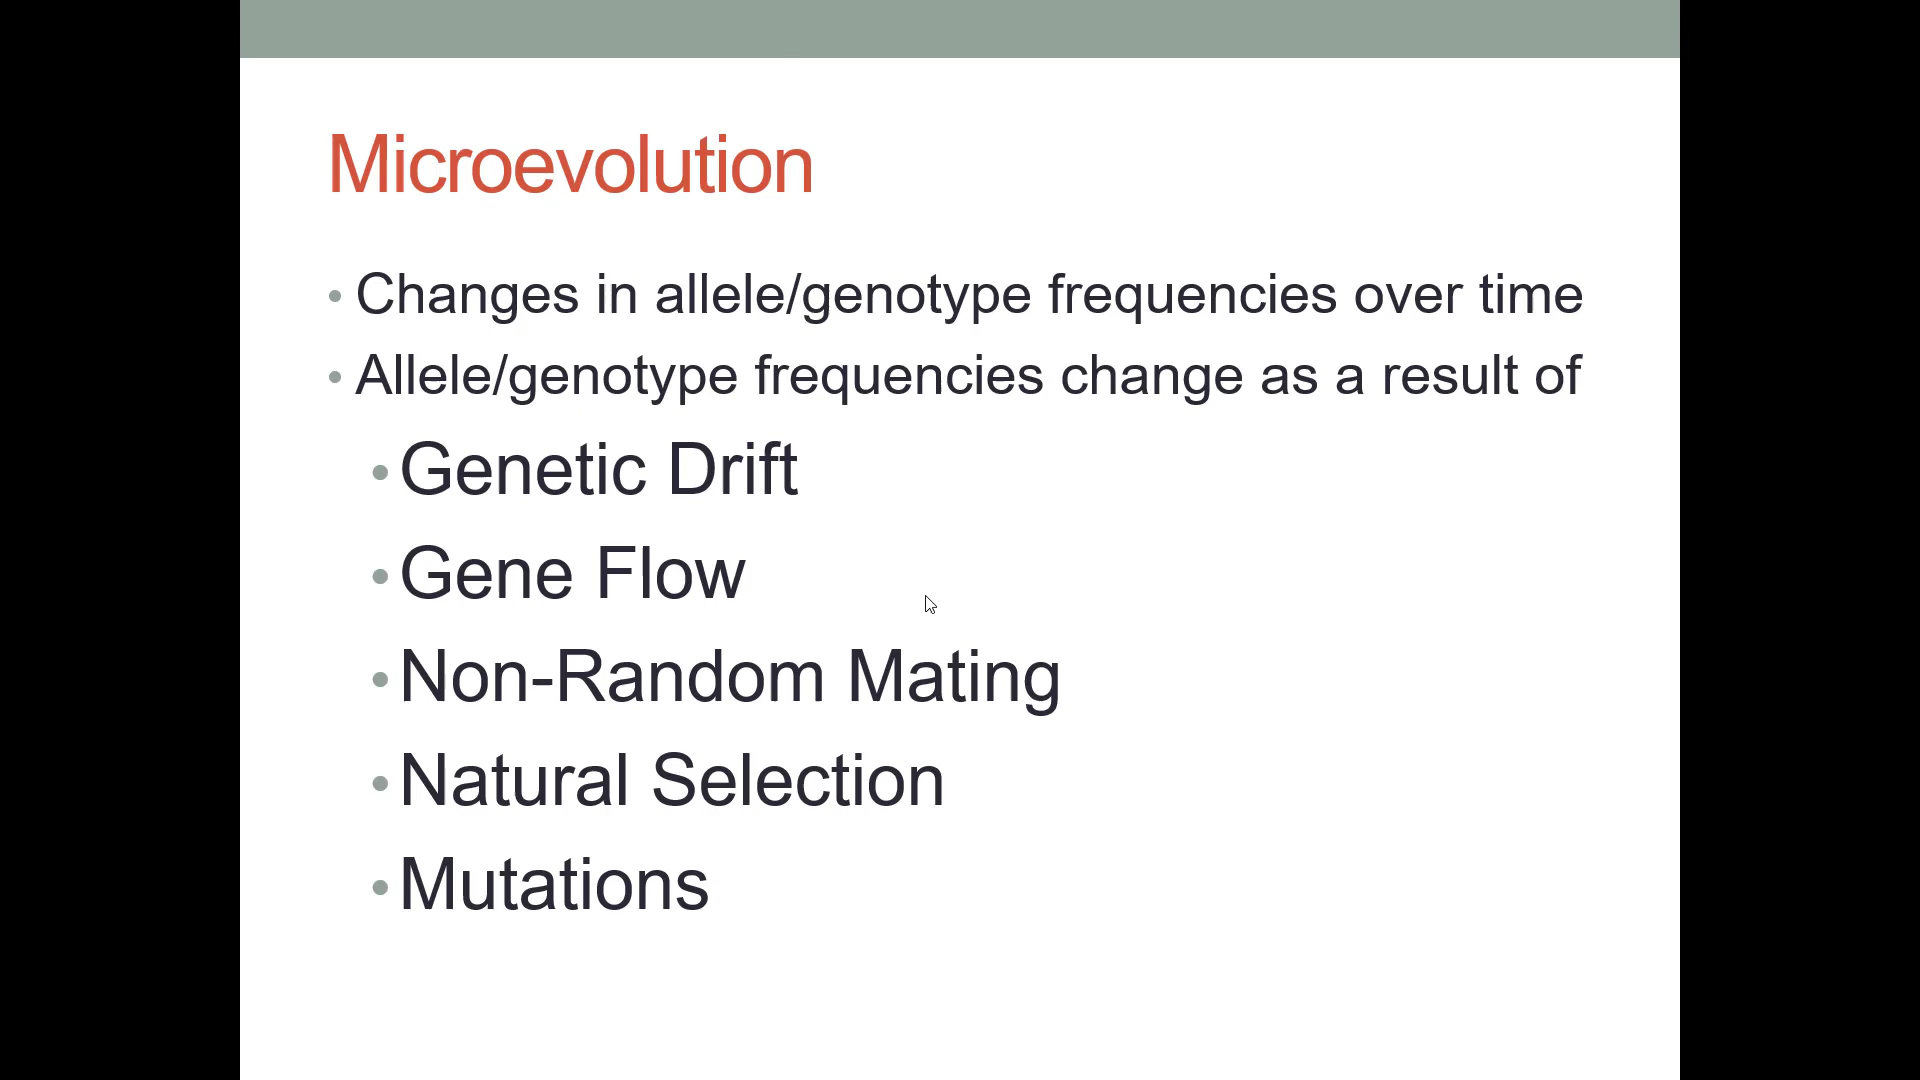 Microevolution
• Changes in allele/genotype frequencies over time
• Allele/genotype frequencies change as a result of
• Genetic Drift
• Gene Flow
• Non-Random Mating
• Natural Selection
• Mutations